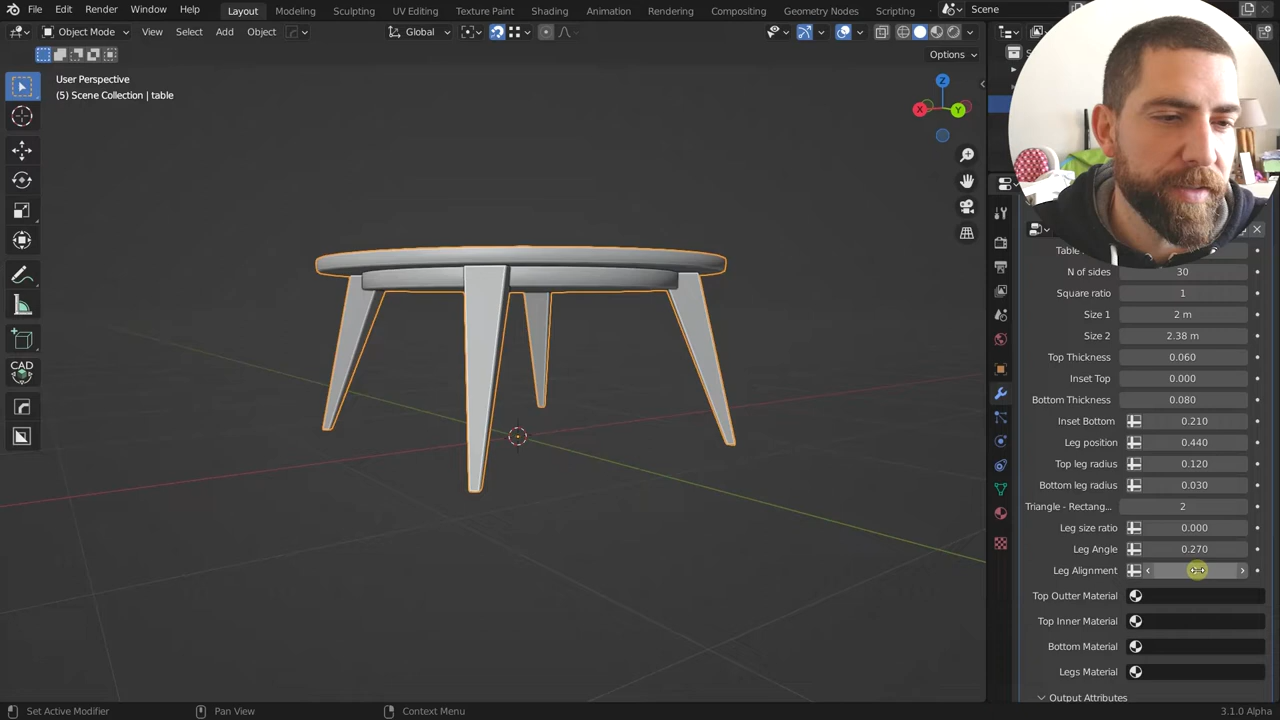 File Edit Render Window Help Layout Modeling Sculpting UV Editing Texture Paint Shading Animation Rendering Compositing Geometry Nodes Scripting Scene
Object Mode View Select Add Object Global
Options
User Perspective
(5) Scene Collection | table
Z
X
Y
CAD
Table
N of sides 30
Square ratio 1
Size 1 2 m
Size 2 2.38 m
Top Thickness 0.060
Inset Top 0.000
Bottom Thickness 0.080
Inset Bottom 0.210
Leg position 0.440
Top leg radius 0.120
Bottom leg radius 0.030
Triangle - Rectang... 2
Leg size ratio 0.000
Leg Angle 0.270
Leg Alignment
Top Outter Material
Top Inner Material
Bottom Material
Legs Material
Output Attributes
Set Active Modifier Pan View Context Menu 3.1.0 Alpha